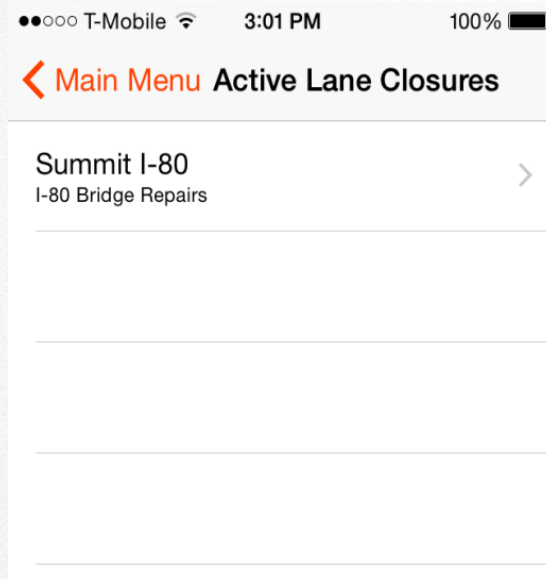 T-Mobile 3:01 PM 100%
Main Menu Active Lane Closures
Summit I-80
I-80 Bridge Repairs